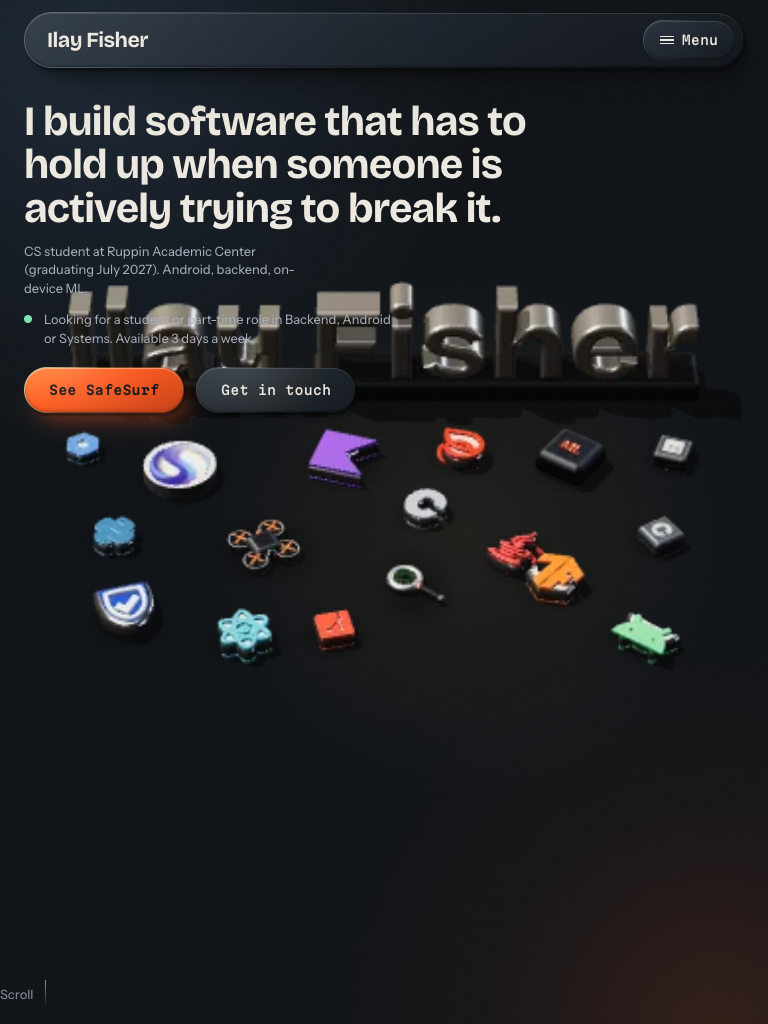 Ilay Fisher
Menu
I build software that has to
hold up when someone is
actively trying to break it.
CS student at Ruppin Academic Center
(graduating July 2027). Android, backend, on-
device ML.
Ilay Fisher
Looking for a student or part-time role in Backend, Android
or Systems. Available 3 days a week.
See SafeSurf
Get in touch
C
Scroll